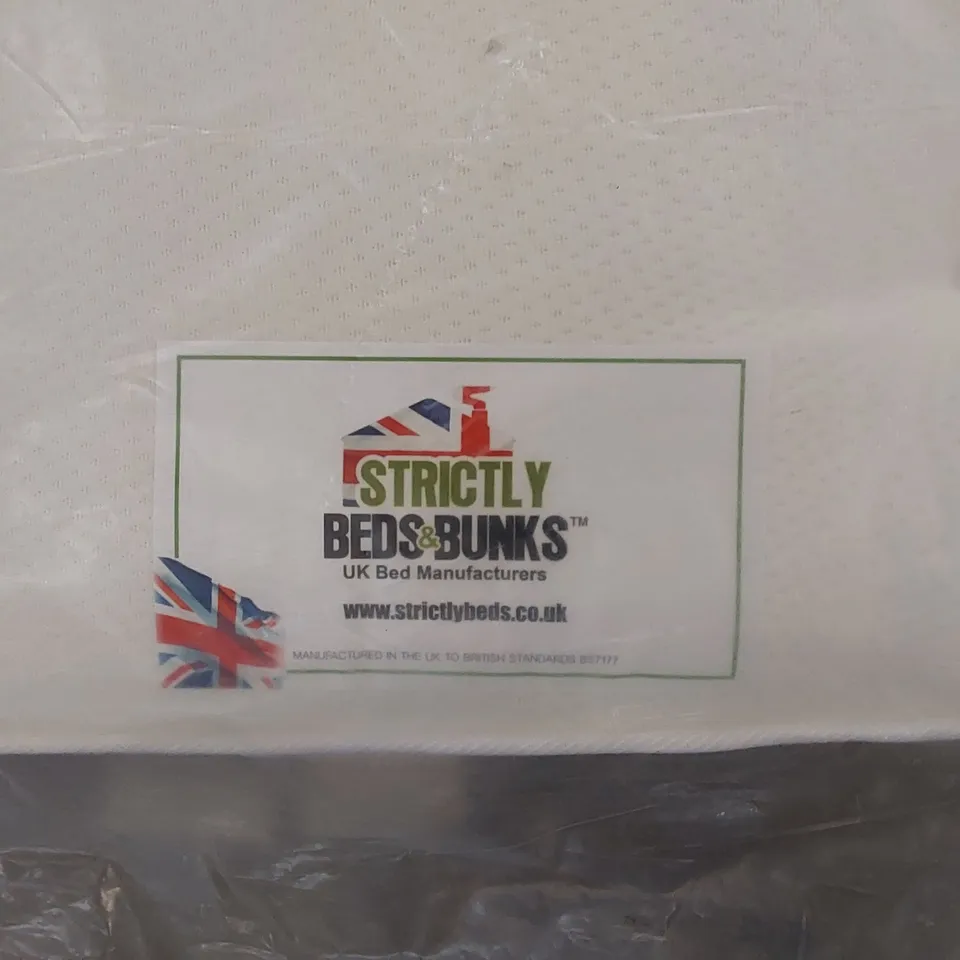 STRICTLY
BEDS&BUNKS™
UK Bed Manufacturers
www.strictlybeds.co.uk
MANUFACTURED IN THE UK TO BRITISH STANDARDS BS7177